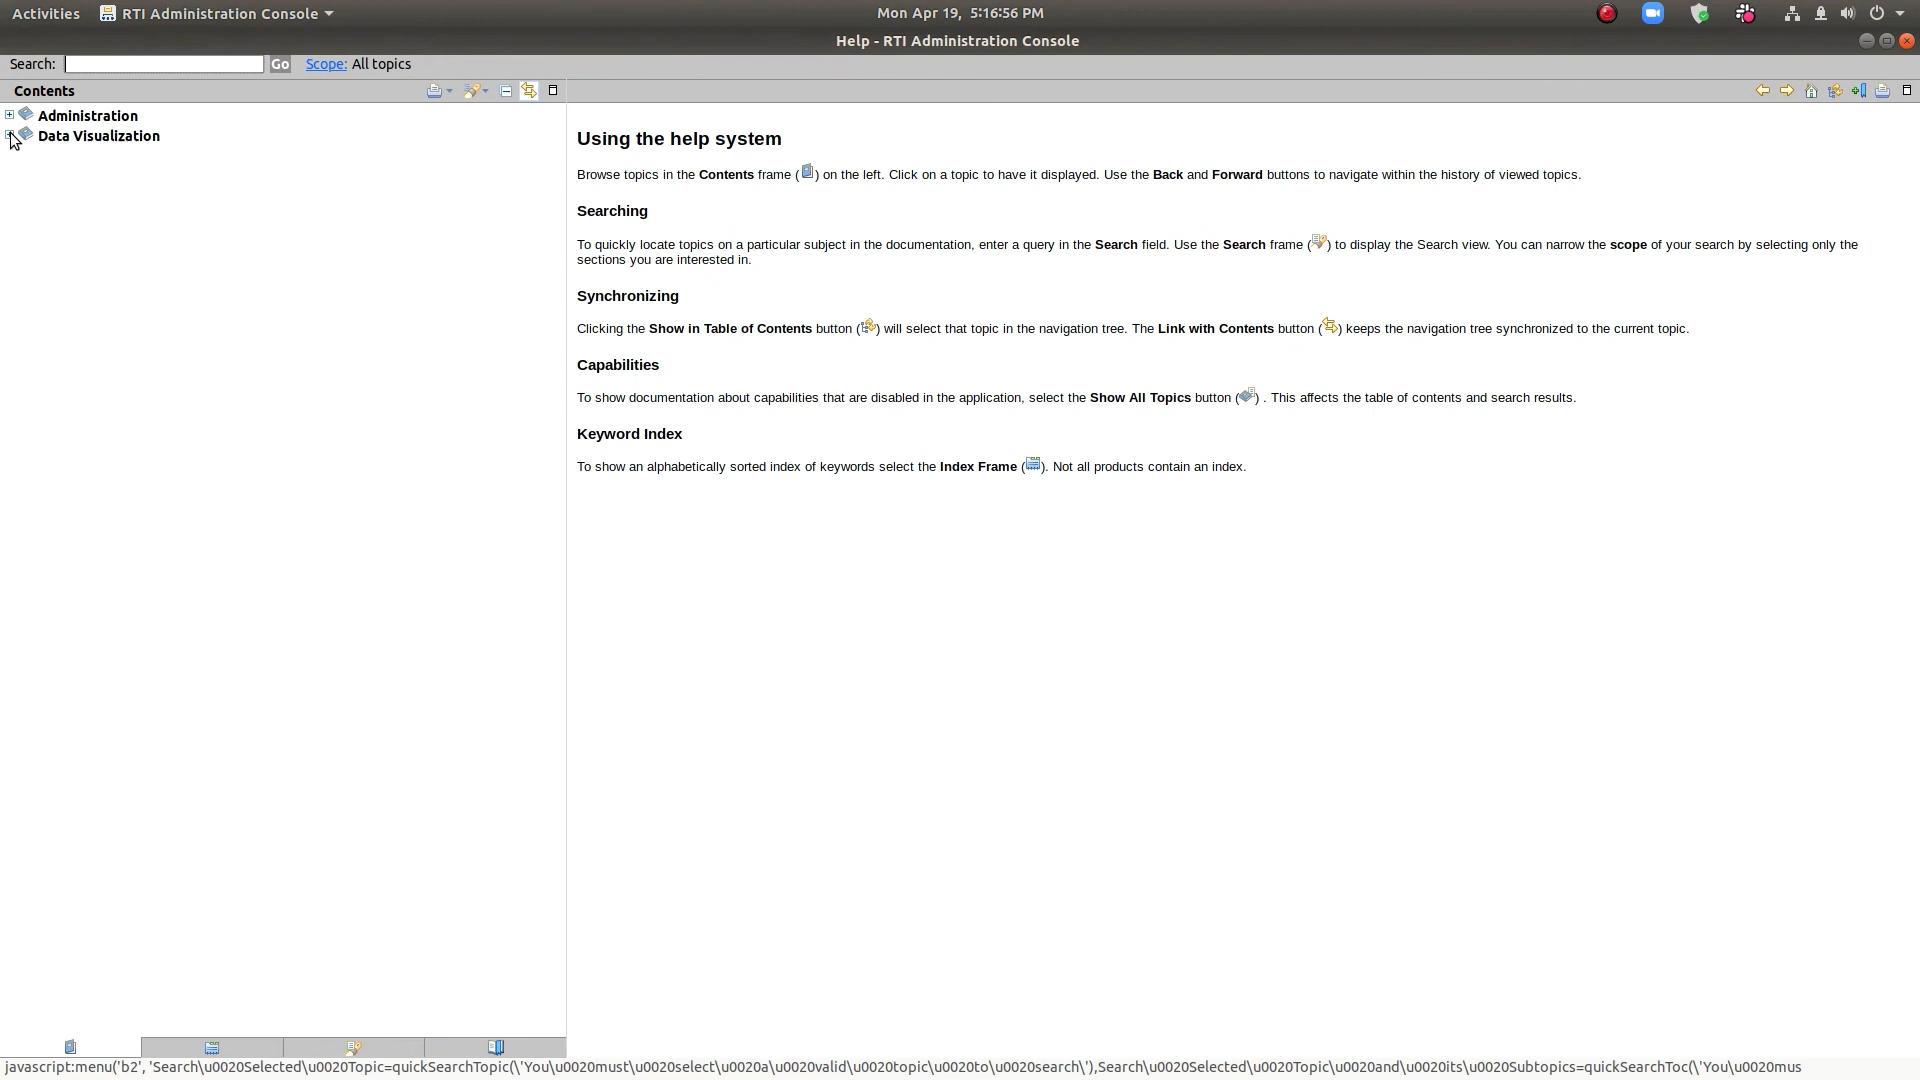 Activities RTI Administration Console Mon Apr 19, 5:16:56 PM
Help - RTI Administration Console
Search: Go Scope: All topics
Contents
Administration
Data Visualization
Using the help system
Browse topics in the Contents frame ( ) on the left. Click on a topic to have it displayed. Use the Back and Forward buttons to navigate within the history of viewed topics.
Searching
To quickly locate topics on a particular subject in the documentation, enter a query in the Search field. Use the Search frame ( ) to display the Search view. You can narrow the scope of your search by selecting only the
sections you are interested in.
Synchronizing
Clicking the Show in Table of Contents button ( ) will select that topic in the navigation tree. The Link with Contents button ( ) keeps the navigation tree synchronized to the current topic.
Capabilities
To show documentation about capabilities that are disabled in the application, select the Show All Topics button ( ) . This affects the table of contents and search results.
Keyword Index
To show an alphabetically sorted index of keywords select the Index Frame ( ). Not all products contain an index.
javascript:menu('b2', 'Search\u0020Selected\u0020Topic=quickSearchTopic(\'You\u0020must\u0020select\u0020a\u0020valid\u0020topic\u0020to\u0020search\'),Search\u0020Selected\u0020Topic\u0020and\u0020its\u0020Subtopics=quickSearchToc(\'You\u0020mus